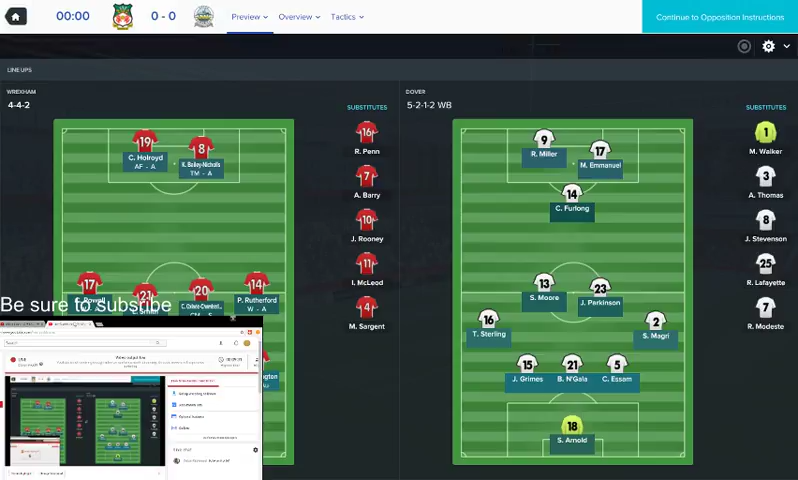 00:00
0 - 0
Preview
Overview
Tactics
Continue to Opposition Instructions
LINE UPS
WREXHAM
4-4-2
SUBSTITUTES
19
C. Holroyd
AF - A
8
K. Bailey-Nicholls
TM - A
17
14
P. Rutherford
W - A
21
20
16
R. Penn
7
A. Barry
10
J. Rooney
11
I. McLeod
4
M. Sargent
DOVER
5-2-1-2 WB
SUBSTITUTES
9
R. Miller
17
M. Emmanuel
14
C. Furlong
13
S. Moore
23
J. Parkinson
16
T. Sterling
2
S. Magri
15
J. Grimes
21
B. N'Gala
5
C. Essam
18
S. Arnold
1
M. Walker
3
A. Thomas
8
J. Stevenson
25
R. Lafayette
7
R. Modeste
Be sure to subscribe